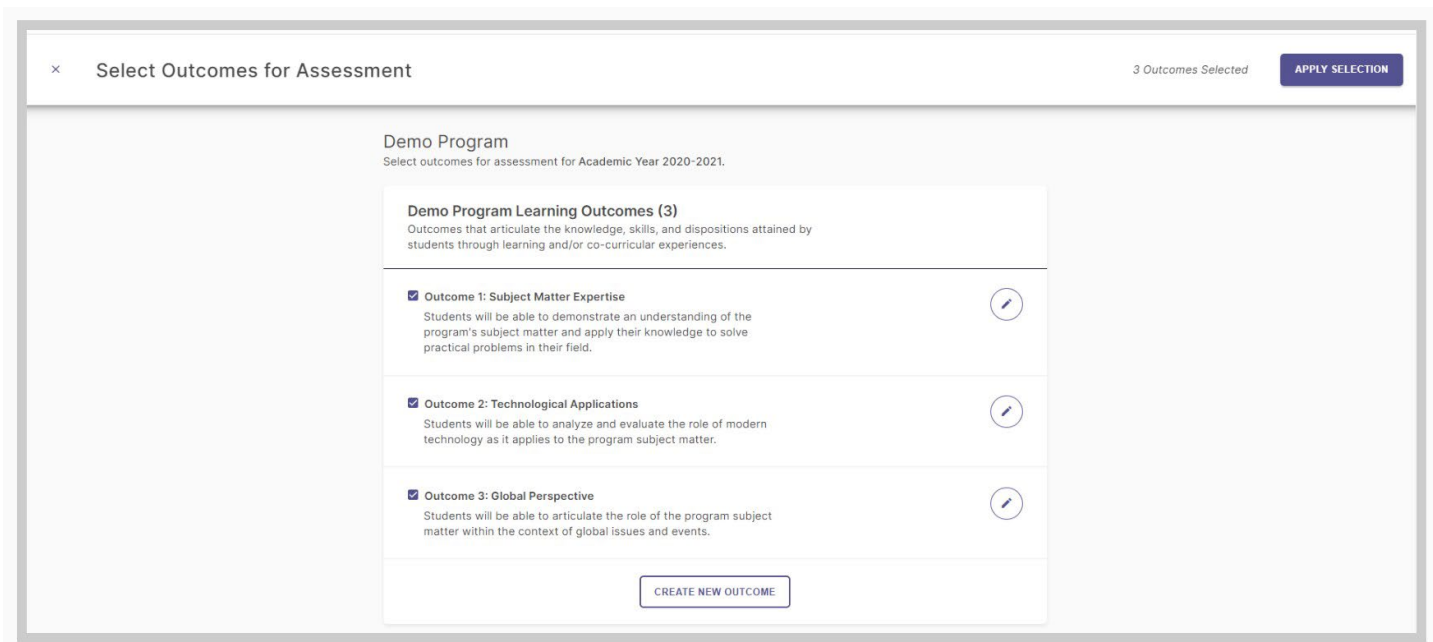 × Select Outcomes for Assessment 3 Outcomes Selected APPLY SELECTION
Demo Program
Select outcomes for assessment for Academic Year 2020-2021.
Demo Program Learning Outcomes (3)
Outcomes that articulate the knowledge, skills, and dispositions attained by
students through learning and/or co-curricular experiences.
Outcome 1: Subject Matter Expertise
Students will be able to demonstrate an understanding of the
program's subject matter and apply their knowledge to solve
practical problems in their field.
Outcome 2: Technological Applications
Students will be able to analyze and evaluate the role of modern
technology as it applies to the program subject matter.
Outcome 3: Global Perspective
Students will be able to articulate the role of the program subject
matter within the context of global issues and events.
CREATE NEW OUTCOME